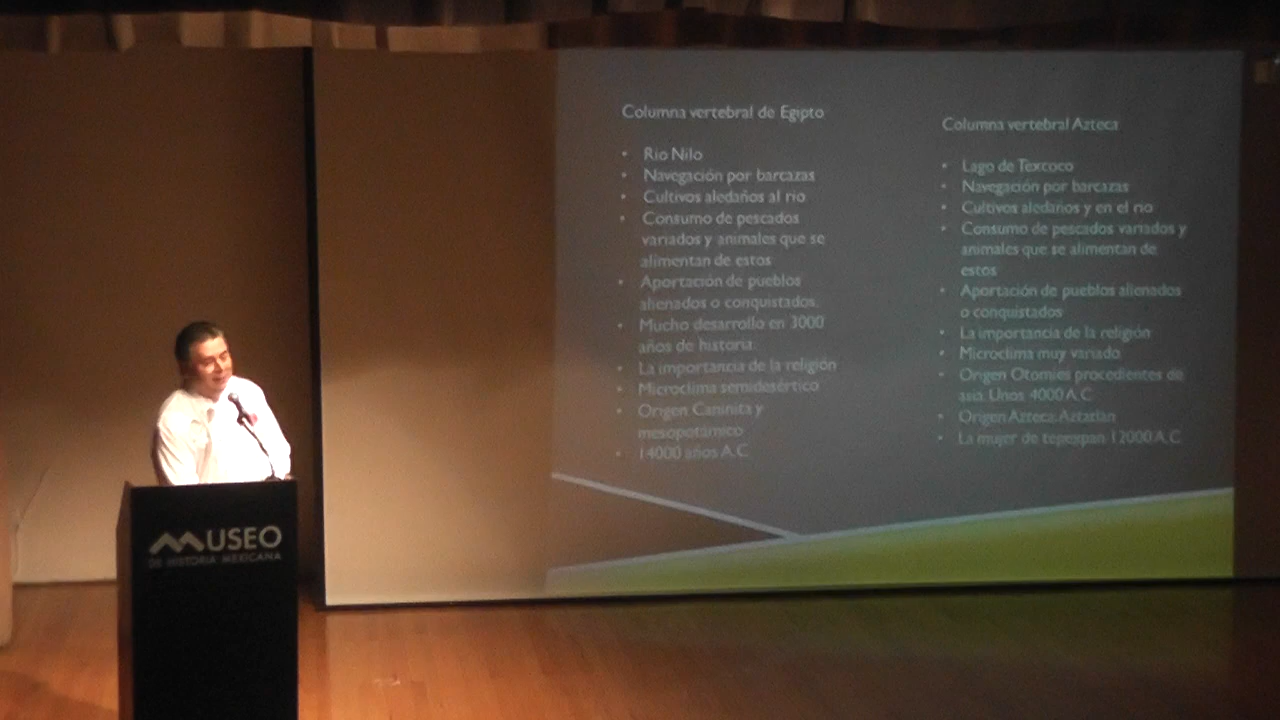 Columna vertebral de Egipto
• Rio Nilo
• Navegación por barcazas
• Cultivos aledaños al rio
• Consumo de pescados
variados y animales que se
alimentan de estos
• Aportación de pueblos
alienados o conquistados.
• Mucho desarrollo en 3000
años de historia.
• La importancia de la religión
• Microclima semidesértico
• Origen Caninita y
mesopotámico
• 14000 años A.C
Columna vertebral Azteca
• Lago de Texcoco
• Navegación por barcazas
• Cultivos aledaños y en el rio
• Consumo de pescados variados y
animales que se alimentan de
estos
• Aportación de pueblos alienados
o conquistados
• La importancia de la religión
• Microclima muy variado
• Origen Otomies procedientes de
asia. Unos 4000 A.C
• Origen Azteca: Aztatlán
• La mujer de tepexpan 12000 A.C
MUSEO
DE HISTORIA MEXICANA